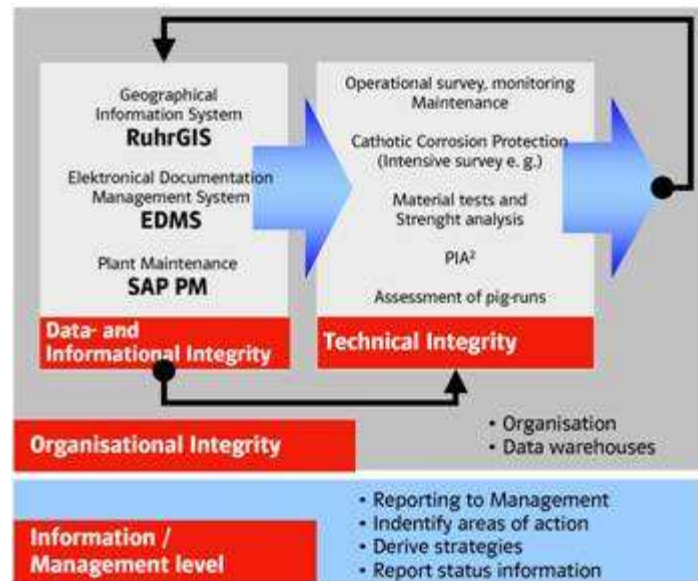 Geographical
Information System
RuhrGIS
Elektronical Documentation
Management System
EDMS
Plant Maintenance
SAP PM
Data- and
Informational Integrity
Operational survey, monitoring
Maintenance
Cathotic Corrosion Protection
(Intensive survey e. g.)
Material tests and
Strenght analysis
PIA²
Assessment of pig-runs
Technical Integrity
Organisational Integrity
• Organisation
• Data warehouses
Information /
Management level
• Reporting to Management
• Indentify areas of action
• Derive strategies
• Report status information